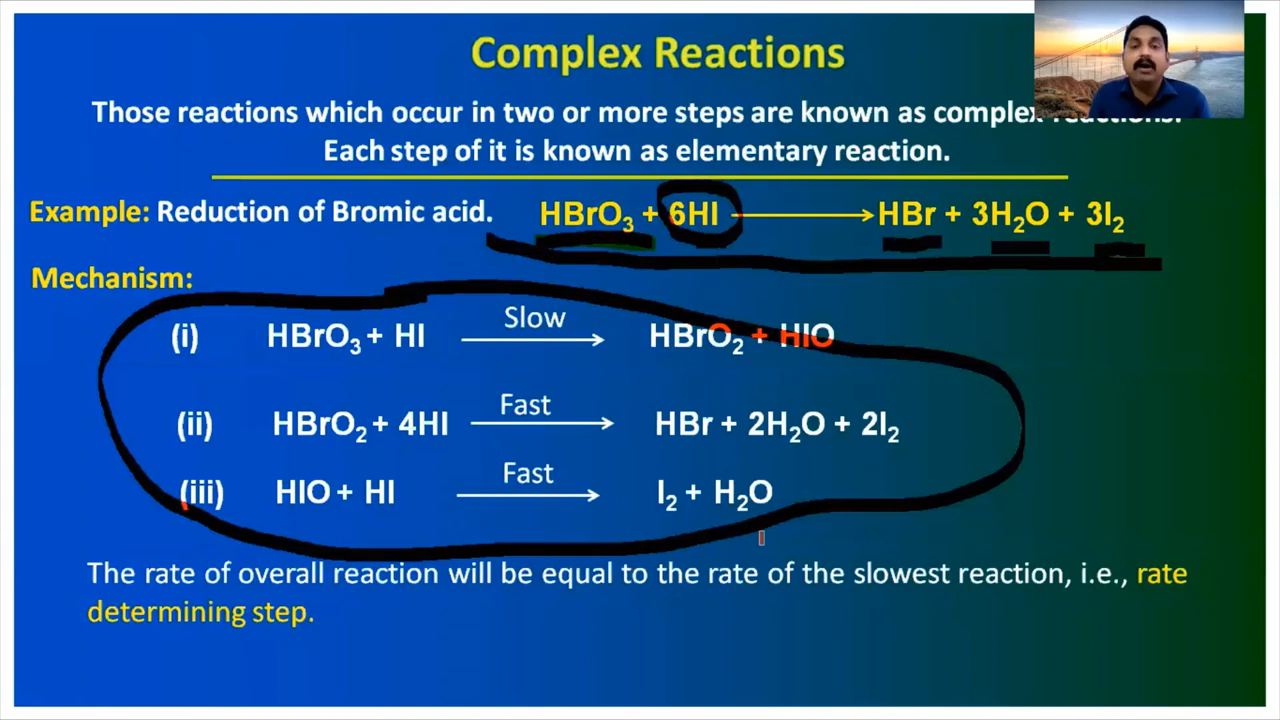 Complex Reactions
Those reactions which occur in two or more steps are known as complex reactions.
Each step of it is known as elementary reaction.
Example: Reduction of Bromic acid. HBrO₃ + 6HI ⟶ HBr + 3H₂O + 3I₂
Mechanism:
(i) HBrO₃ + HI Slow ⟶ HBrO₂ + HIO
(ii) HBrO₂ + 4HI Fast ⟶ HBr + 2H₂O + 2I₂
(iii) HIO + HI Fast ⟶ I₂ + H₂O
The rate of overall reaction will be equal to the rate of the slowest reaction, i.e., rate
determining step.